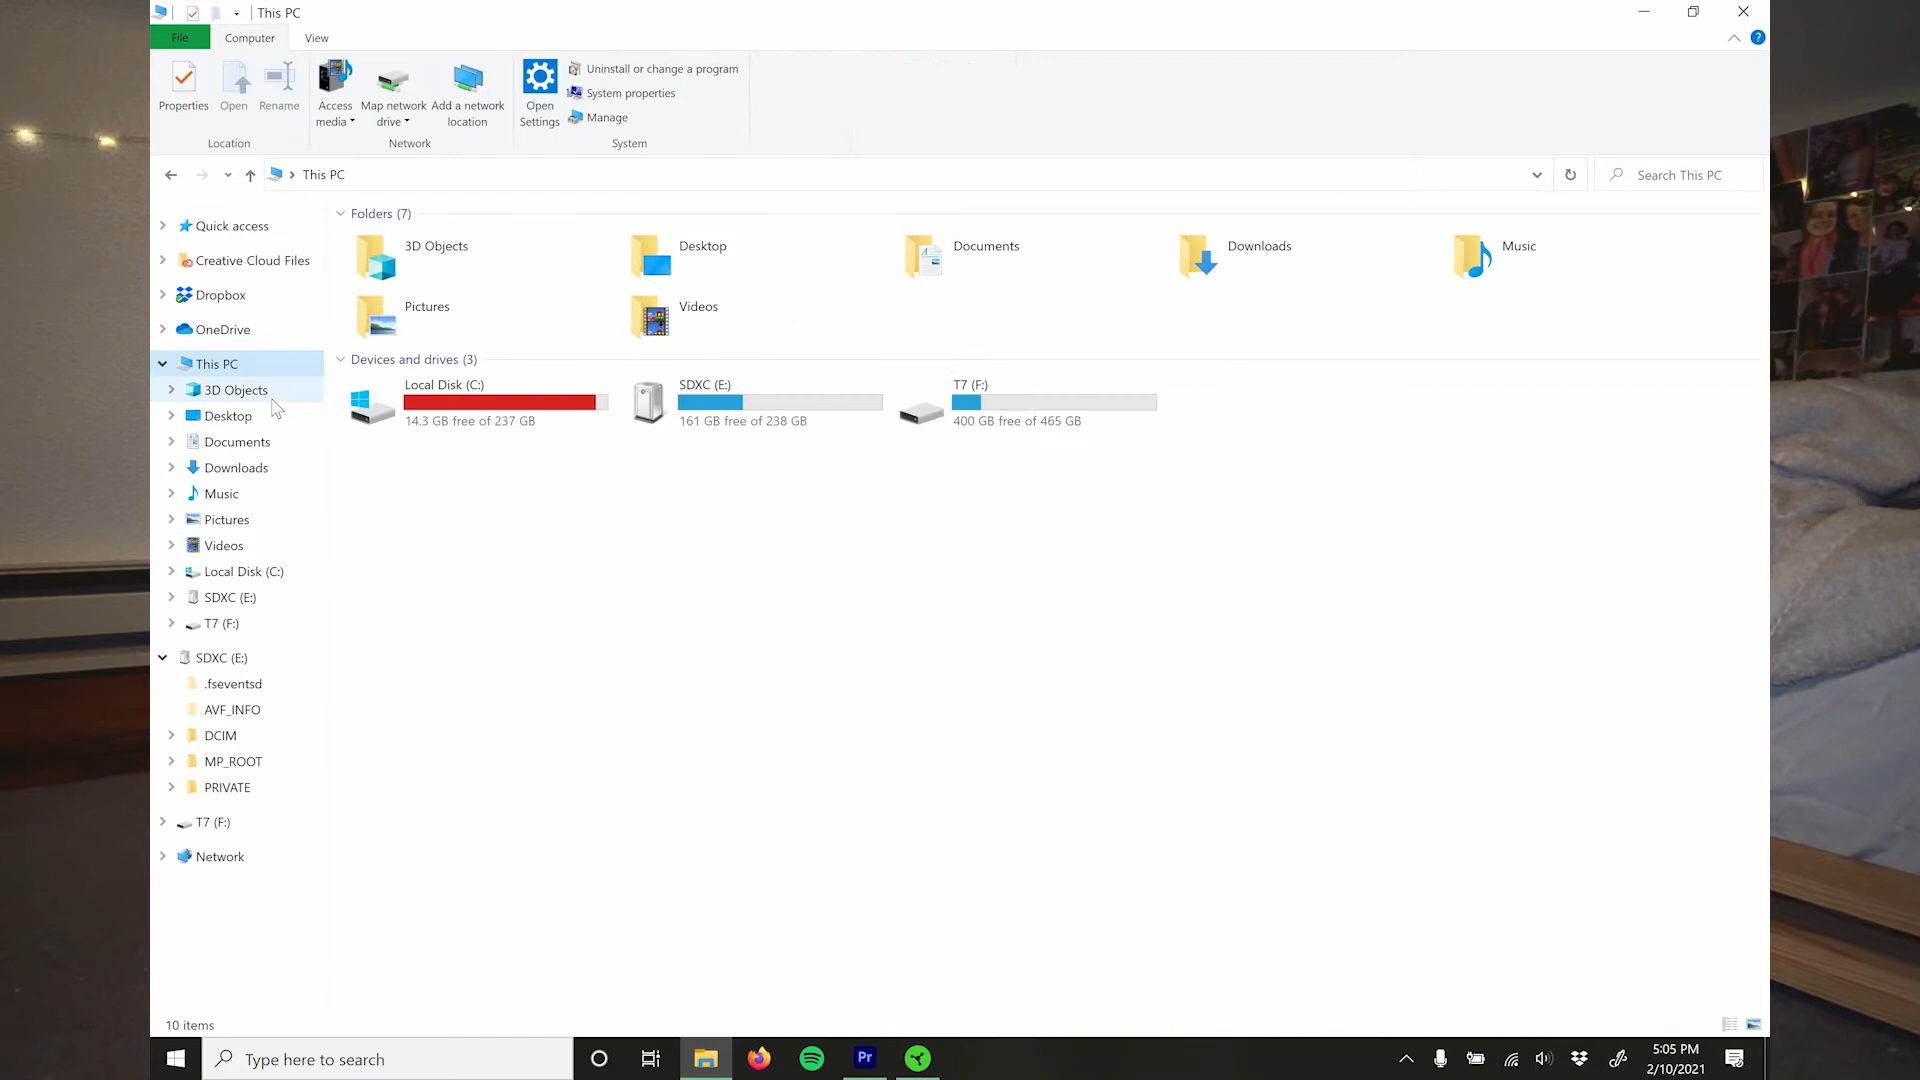 This PC
File
Computer
View
?
Properties
Open
Rename
Access media
Map network drive
Add a network location
Open Settings
Uninstall or change a program
System properties
Manage
Location
Network
System
This PC
Search This PC
Quick access
Creative Cloud Files
Dropbox
OneDrive
This PC
3D Objects
Desktop
Documents
Downloads
Music
Pictures
Videos
Local Disk (C:)
SDXC (E:)
T7 (F:)
SDXC (E:)
.fseventsd
AVF_INFO
DCIM
MP_ROOT
PRIVATE
T7 (F:)
Network
Folders (7)
3D Objects
Desktop
Documents
Downloads
Music
Pictures
Videos
Devices and drives (3)
Local Disk (C:)
14.3 GB free of 237 GB
SDXC (E:)
161 GB free of 238 GB
T7 (F:)
400 GB free of 465 GB
10 items
Type here to search
Pr
5:05 PM
2/10/2021